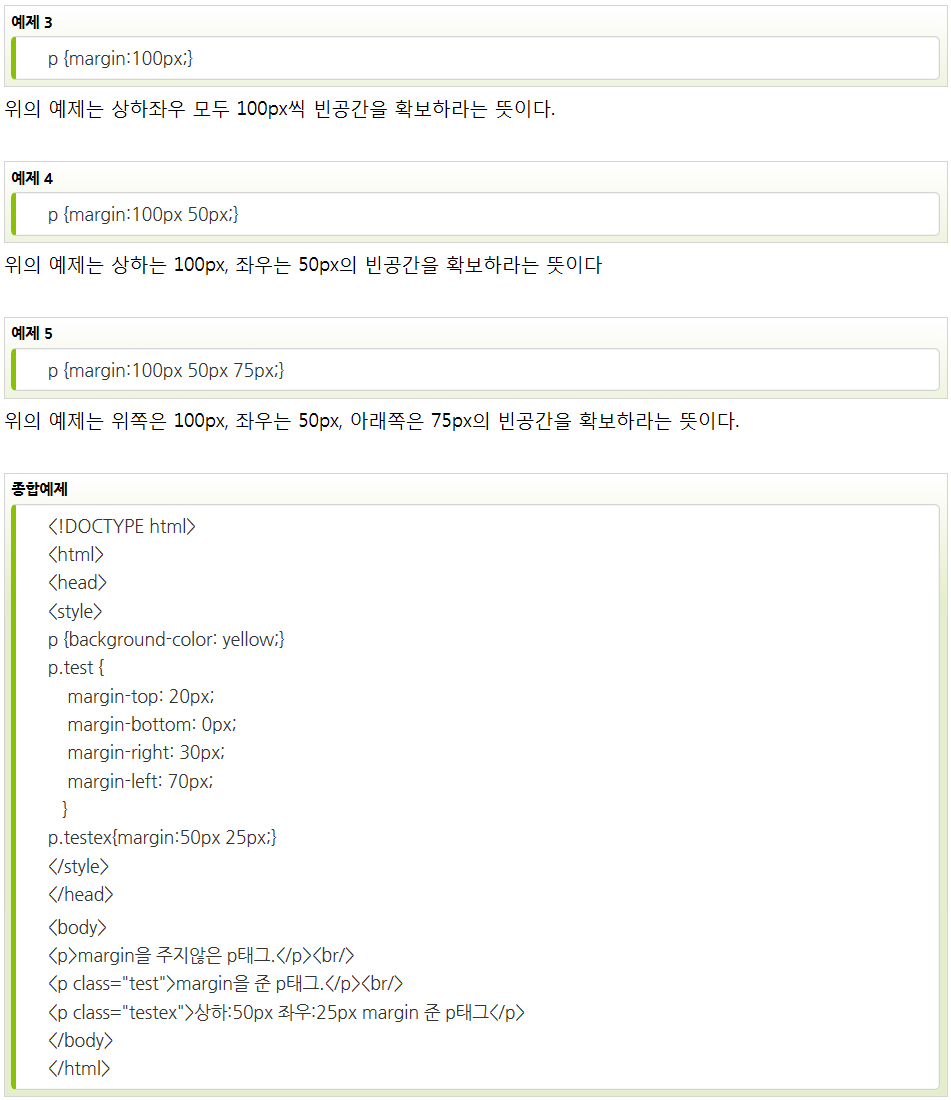 예제 3
p {margin:100px;}
위의 예제는 상하좌우 모두 100px씩 빈공간을 확보하라는 뜻이다.
예제 4
p {margin:100px 50px;}
위의 예제는 상하는 100px, 좌우는 50px의 빈공간을 확보하라는 뜻이다
예제 5
p {margin:100px 50px 75px;}
위의 예제는 위쪽은 100px, 좌우는 50px, 아래쪽은 75px의 빈공간을 확보하라는 뜻이다.
종합예제
<!DOCTYPE html>
<html>
<head>
<style>
p {background-color: yellow;}
p.test {
margin-top: 20px;
margin-bottom: 0px;
margin-right: 30px;
margin-left: 70px;
}
p.testex{margin:50px 25px;}
</style>
</head>
<body>
<p>margin을 주지않은 p태그.</p><br/>
<p class="test">margin을 준 p태그.</p><br/>
<p class="testex">상하:50px 좌우:25px margin 준 p태그</p>
</body>
</html>